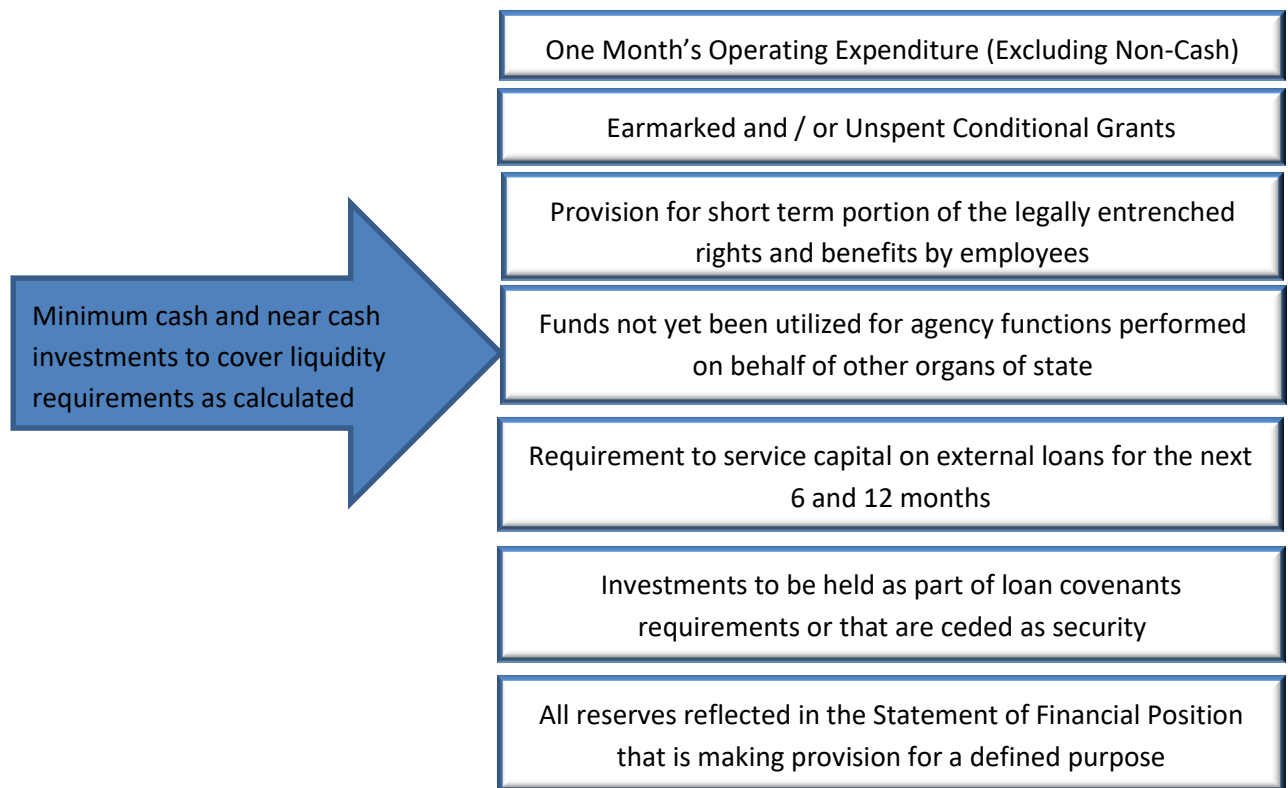 One Month’s Operating Expenditure (Excluding Non-Cash)
Earmarked and / or Unspent Conditional Grants
Provision for short term portion of the legally entrenched
rights and benefits by employees
Minimum cash and near cash
investments to cover liquidity
requirements as calculated
Funds not yet been utilized for agency functions performed
on behalf of other organs of state
Requirement to service capital on external loans for the next
6 and 12 months
Investments to be held as part of loan covenants
requirements or that are ceded as security
All reserves reflected in the Statement of Financial Position
that is making provision for a defined purpose